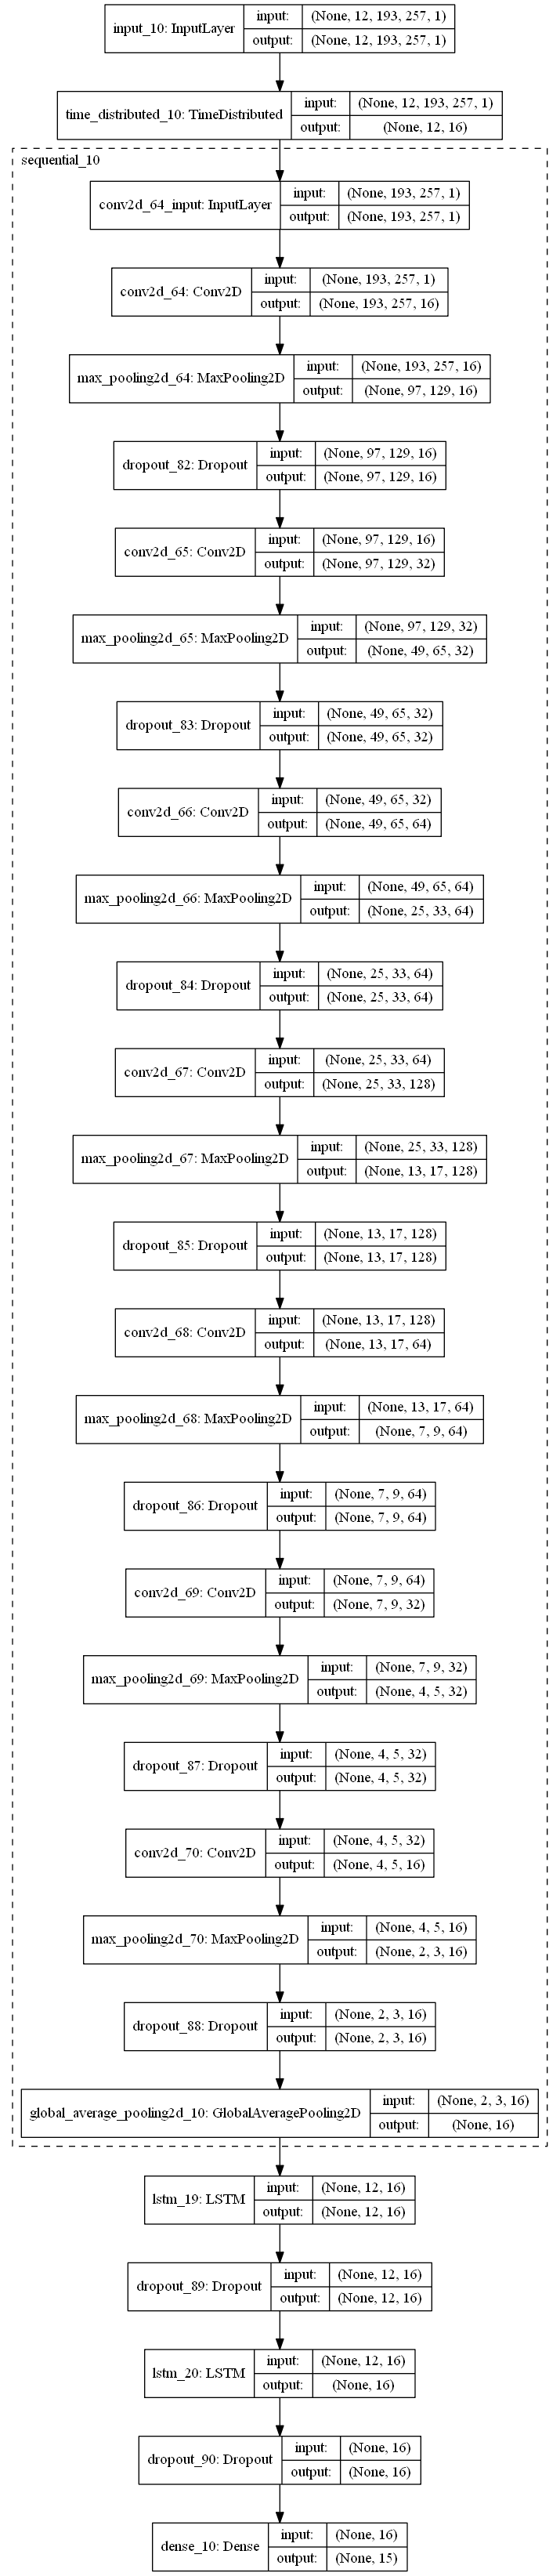 input_10: InputLayer
input: (None, 12, 193, 257, 1)
output: (None, 12, 193, 257, 1)
time_distributed_10: TimeDistributed
input: (None, 12, 193, 257, 1)
output: (None, 12, 16)
sequential_10
conv2d_64_input: InputLayer
input: (None, 193, 257, 1)
output: (None, 193, 257, 1)
conv2d_64: Conv2D
input: (None, 193, 257, 1)
output: (None, 193, 257, 16)
max_pooling2d_64: MaxPooling2D
input: (None, 193, 257, 16)
output: (None, 97, 129, 16)
dropout_82: Dropout
input: (None, 97, 129, 16)
output: (None, 97, 129, 16)
conv2d_65: Conv2D
input: (None, 97, 129, 16)
output: (None, 97, 129, 32)
max_pooling2d_65: MaxPooling2D
input: (None, 97, 129, 32)
output: (None, 49, 65, 32)
dropout_83: Dropout
input: (None, 49, 65, 32)
output: (None, 49, 65, 32)
conv2d_66: Conv2D
input: (None, 49, 65, 32)
output: (None, 49, 65, 64)
max_pooling2d_66: MaxPooling2D
input: (None, 49, 65, 64)
output: (None, 25, 33, 64)
dropout_84: Dropout
input: (None, 25, 33, 64)
output: (None, 25, 33, 64)
conv2d_67: Conv2D
input: (None, 25, 33, 64)
output: (None, 25, 33, 128)
max_pooling2d_67: MaxPooling2D
input: (None, 25, 33, 128)
output: (None, 13, 17, 128)
dropout_85: Dropout
input: (None, 13, 17, 128)
output: (None, 13, 17, 128)
conv2d_68: Conv2D
input: (None, 13, 17, 128)
output: (None, 13, 17, 64)
max_pooling2d_68: MaxPooling2D
input: (None, 13, 17, 64)
output: (None, 7, 9, 64)
dropout_86: Dropout
input: (None, 7, 9, 64)
output: (None, 7, 9, 64)
conv2d_69: Conv2D
input: (None, 7, 9, 64)
output: (None, 7, 9, 32)
max_pooling2d_69: MaxPooling2D
input: (None, 7, 9, 32)
output: (None, 4, 5, 32)
dropout_87: Dropout
input: (None, 4, 5, 32)
output: (None, 4, 5, 32)
conv2d_70: Conv2D
input: (None, 4, 5, 32)
output: (None, 4, 5, 16)
max_pooling2d_70: MaxPooling2D
input: (None, 4, 5, 16)
output: (None, 2, 3, 16)
dropout_88: Dropout
input: (None, 2, 3, 16)
output: (None, 2, 3, 16)
global_average_pooling2d_10: GlobalAveragePooling2D
input: (None, 2, 3, 16)
output: (None, 16)
lstm_19: LSTM
input: (None, 12, 16)
output: (None, 12, 16)
dropout_89: Dropout
input: (None, 12, 16)
output: (None, 12, 16)
lstm_20: LSTM
input: (None, 12, 16)
output: (None, 16)
dropout_90: Dropout
input: (None, 16)
output: (None, 16)
dense_10: Dense
input: (None, 16)
output: (None, 15)